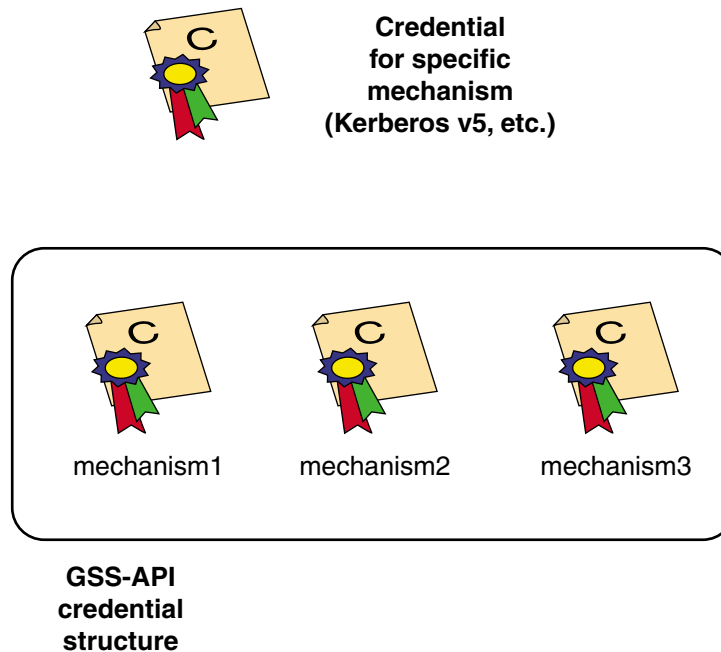 C
Credential
for specific
mechanism
(Kerberos v5, etc.)
C
C
C
mechanism1
mechanism2
mechanism3
GSS-API
credential
structure